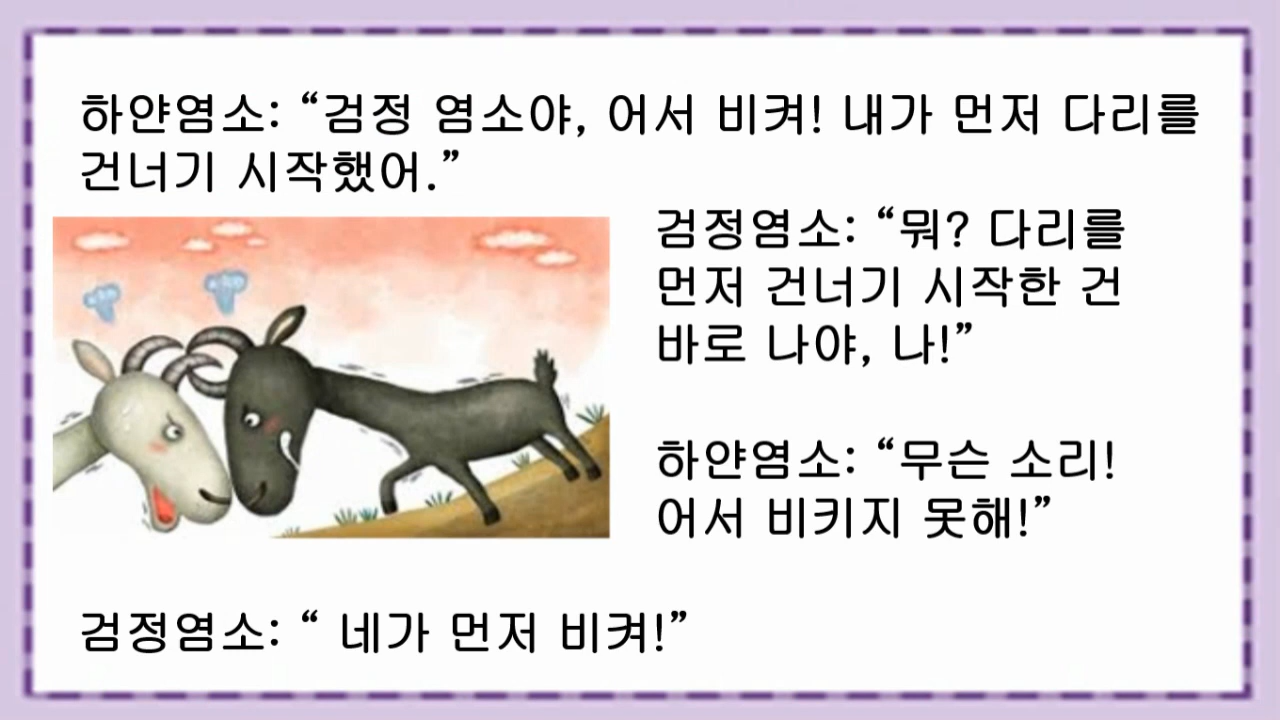 하얀염소: “검정 염소야, 어서 비켜! 내가 먼저 다리를
건너기 시작했어.”
검정염소: “뭐? 다리를
먼저 건너기 시작한 건
바로 나야, 나!”
하얀염소: “무슨 소리!
어서 비키지 못해!”
검정염소: “ 네가 먼저 비켜!”